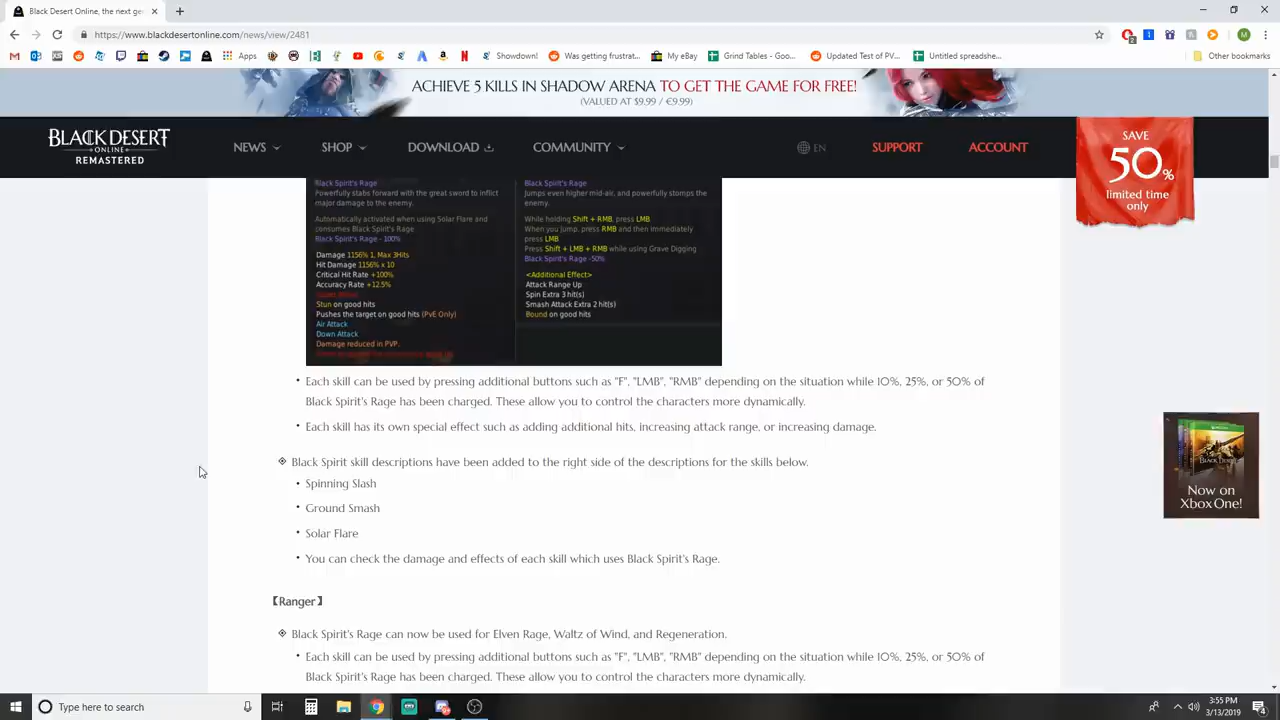 Black Desert Online, the next ge
https://www.blackdesertonline.com/news/view/2481
2
M
Apps
Showdown!
Was getting frustrat...
My eBay
Grind Tables - Goo...
Updated Test of PV...
Untitled spreadshe...
Other bookmarks
ACHIEVE 5 KILLS IN SHADOW ARENA TO GET THE GAME FOR FREE!
(VALUED AT $9.99 / €9.99)
BLACK DESERT
ONLINE
REMASTERED
NEWS
SHOP
DOWNLOAD
COMMUNITY
EN
SUPPORT
ACCOUNT
SAVE
50%
limited time
only
Black Spirit's Rage
Powerfully stabs forward with the great sword to inflict
major damage to the enemy.
Automatically activated when using Solar Flare and
consumes Black Spirit's Rage
Black Spirit's Rage - 100%
Damage 1156% 1, Max 3Hits
Hit Damage 1156% x 10
Critical Hit Rate +100%
Accuracy Rate +12.5%
Stun on good hits
Pushes the target on good hits (PvE Only)
Air Attack
Down Attack
Damage reduced in PVP.
Black Spirit's Rage
Jumps even higher mid-air, and powerfully stomps the
enemy.
While holding Shift + RMB, press LMB
When you jump, press RMB and then immediately
press LMB
Press Shift + LMB + RMB while using Grave Digging
Black Spirit's Rage -50%
<Additional Effect>
Attack Range Up
Spin Extra 3 hit(s)
Smash Attack Extra 2 hit(s)
Bound on good hits
• Each skill can be used by pressing additional buttons such as "F", "LMB", "RMB" depending on the situation while 10%, 25%, or 50% of
Black Spirit's Rage has been charged. These allow you to control the characters more dynamically.
• Each skill has its own special effect such as adding additional hits, increasing attack range, or increasing damage.
◈ Black Spirit skill descriptions have been added to the right side of the descriptions for the skills below.
• Spinning Slash
• Ground Smash
• Solar Flare
• You can check the damage and effects of each skill which uses Black Spirit's Rage.
【Ranger】
◈ Black Spirit's Rage can now be used for Elven Rage, Waltz of Wind, and Regeneration.
• Each skill can be used by pressing additional buttons such as "F", "LMB", "RMB" depending on the situation while 10%, 25%, or 50% of
Black Spirit's Rage has been charged. These allow you to control the characters more dynamically.
Now on
Xbox One!
Type here to search
3:55 PM
3/13/2019
4